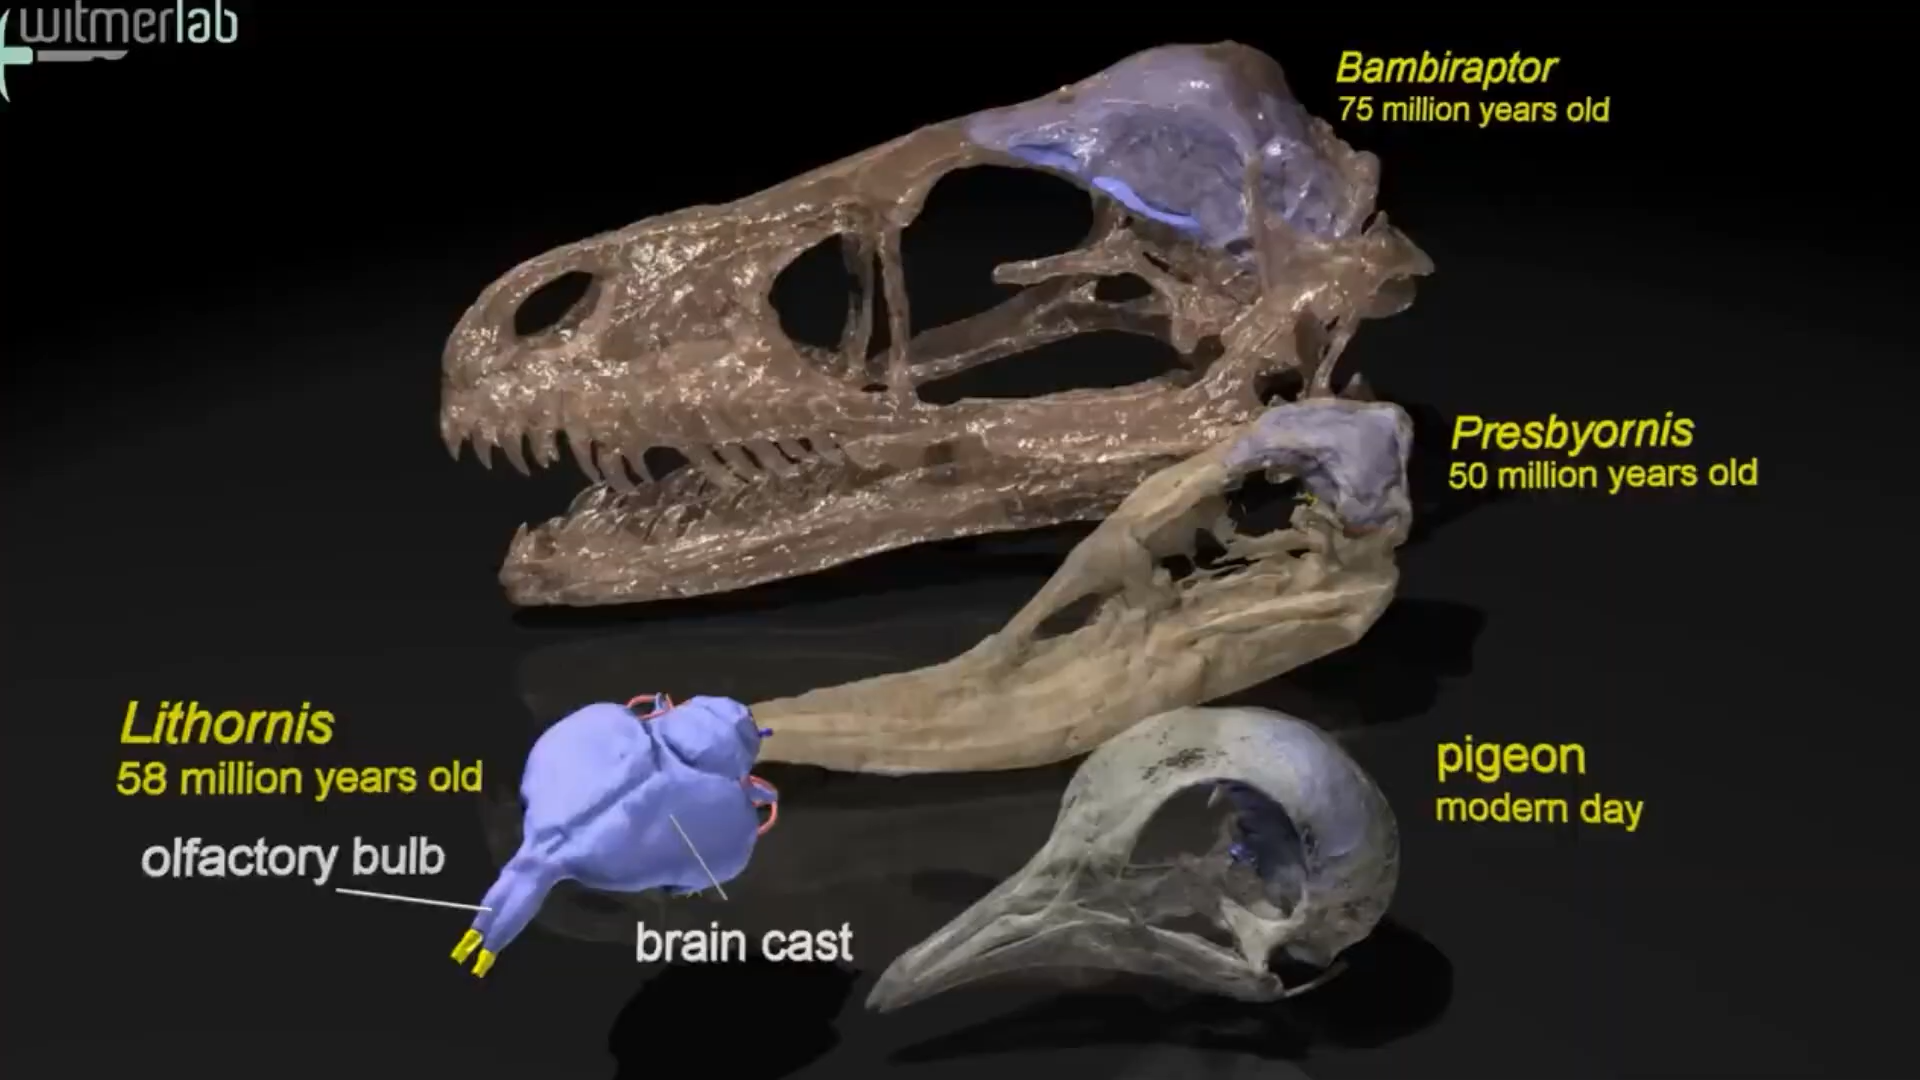 witmerlab
Bambiraptor
75 million years old
Presbyornis
50 million years old
Lithornis
58 million years old
olfactory bulb
brain cast
pigeon
modern day